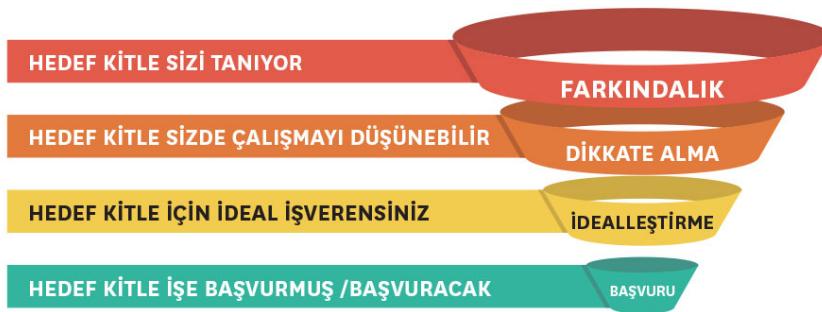 HEDEF KİTLE SİZİ TANIYOR
FARKINDALIK
HEDEF KİTLE SİZDE ÇALIŞMAYI DÜŞÜNEBİLİR
DİKKATE ALMA
HEDEF KİTLE İÇİN İDEAL İŞVERENSİNİZ
İDEALLEŞTİRME
HEDEF KİTLE İŞE BAŞVURMUŞ /BAŞVURACAK
BAŞVURU